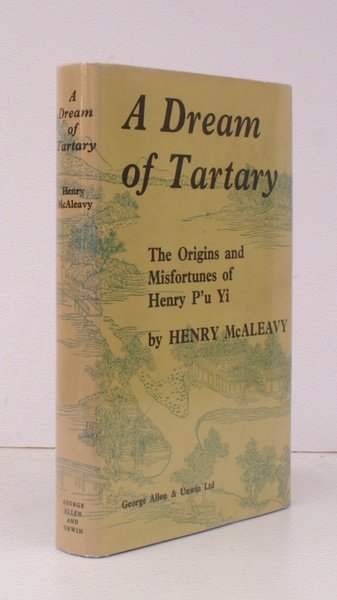 A
Dream
of
Tartary
Henry
McAleavy
GEORGE
ALLEN
AND
UNWIN
A Dream
of Tartary
The Origins and
Misfortunes of
Henry P'u Yi
by HENRY McALEAVY
George Allen & Unwin Ltd